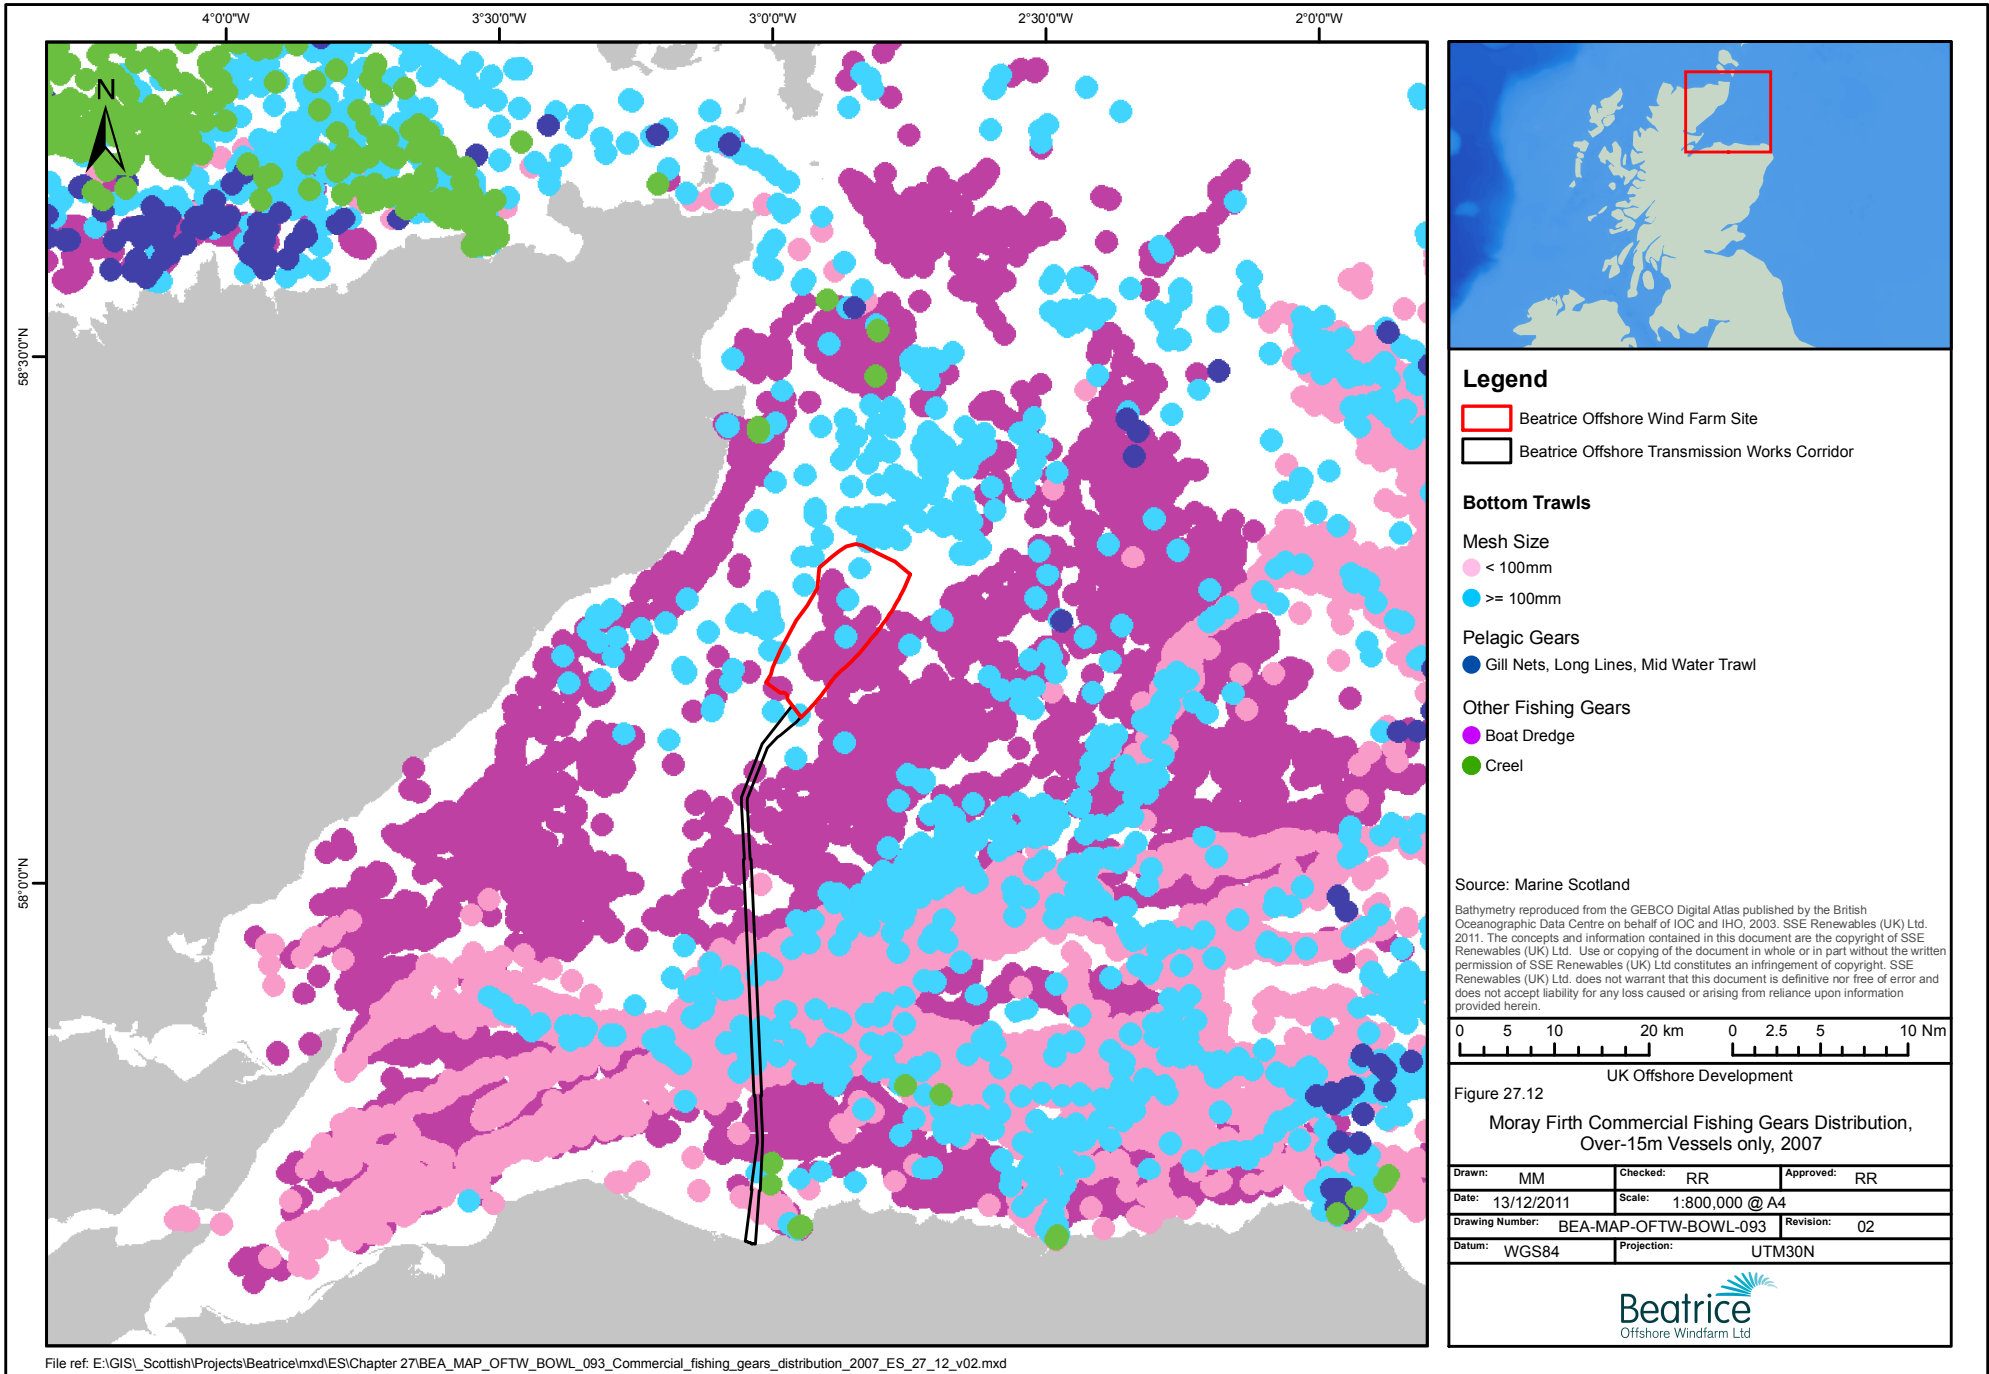 4°0'0"W 3°30'0"W 3°0'0"W 2°30'0"W 2°0'0"W
N
58°30'0"N
58°0'0"N
Legend
Beatrice Offshore Wind Farm Site
Beatrice Offshore Transmission Works Corridor
Bottom Trawls
Mesh Size
< 100mm
>= 100mm
Pelagic Gears
Gill Nets, Long Lines, Mid Water Trawl
Other Fishing Gears
Boat Dredge
Creel
Source: Marine Scotland
Bathymetry reproduced from the GEBCO Digital Atlas published by the British
Oceanographic Data Centre on behalf of IOC and IHO, 2003. SSE Renewables (UK) Ltd.
2011. The concepts and information contained in this document are the copyright of SSE
Renewables (UK) Ltd. Use or copying of the document in whole or in part without the written
permission of SSE Renewables (UK) Ltd constitutes an infringement of copyright. SSE
Renewables (UK) Ltd. does not warrant that this document is definitive nor free of error and
does not accept liability for any loss caused or arising from reliance upon information
provided herein.
0 5 10 20 km 0 2.5 5 10 Nm
UK Offshore Development
Figure 27.12
Moray Firth Commercial Fishing Gears Distribution,
Over-15m Vessels only, 2007
Drawn: MM Checked: RR Approved: RR
Date: 13/12/2011 Scale: 1:800,000 @ A4
Drawing Number: BEA-MAP-OFTW-BOWL-093 Revision: 02
Datum: WGS84 Projection: UTM30N
Beatrice
Offshore Windfarm Ltd
File ref: E:\GIS\_Scottish\Projects\Beatrice\mxd\ES\Chapter 27\BEA_MAP_OFTW_BOWL_093_Commercial_fishing_gears_distribution_2007_ES_27_12_v02.mxd